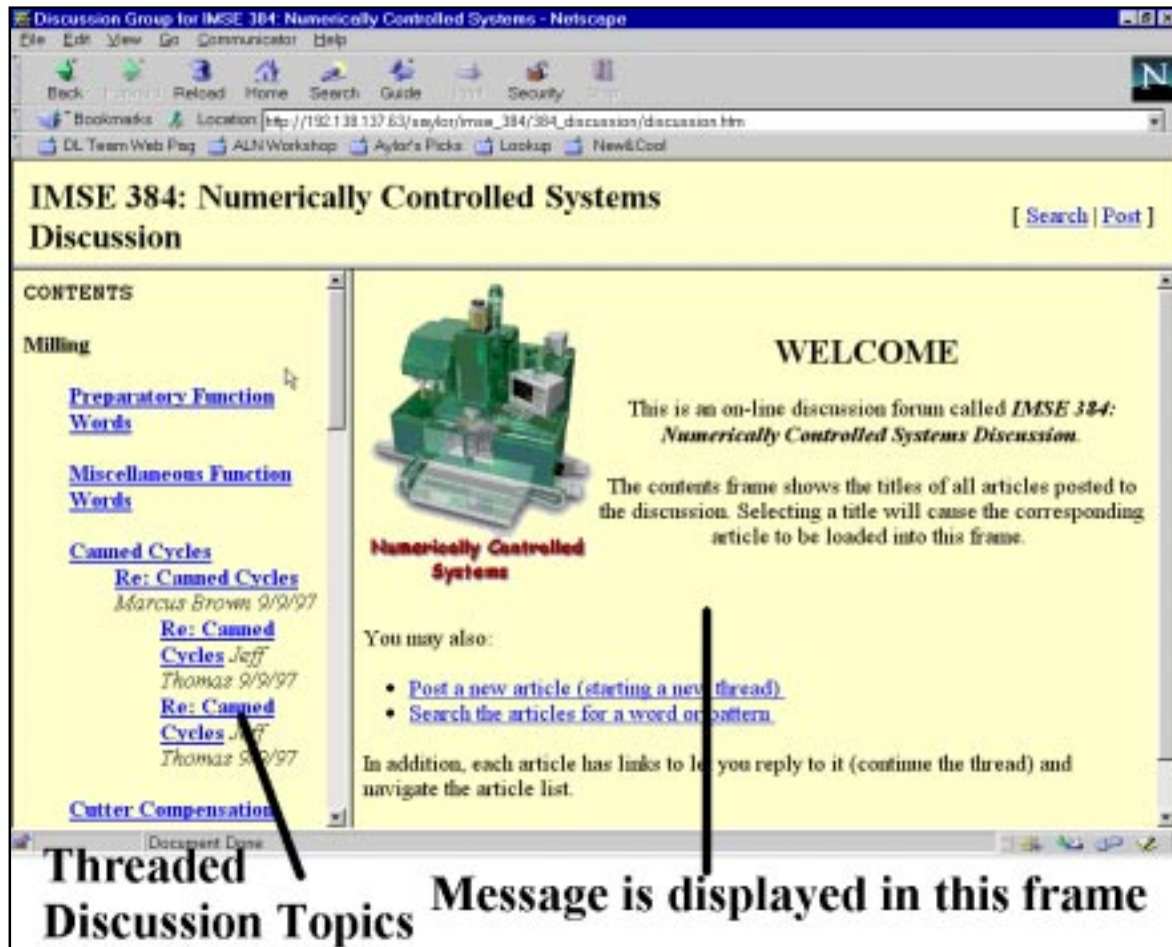 Discussion Group for IMSE 384: Numerically Controlled Systems - Netscape
File Edit View Go Communicator Help
Back Forward Reload Home Search Guide Print Security Stop
N
Bookmarks Location: http://192.138.137.63/saylor/imse_384/384_discussion/discussion.htm
DL Team Web Pag ALN Workshop Aylor's Picks Lookup New&Cool
IMSE 384: Numerically Controlled Systems
Discussion
[ Search | Post ]
CONTENTS
Milling
Preparatory Function
Words
Miscellaneous Function
Words
Canned Cycles
Re: Canned Cycles
Marcus Brown 9/9/97
Re: Canned
Cycles Jeff
Thomas 9/9/97
Re: Canned
Cycles Jeff
Thomas 9/9/97
Cutter Compensation
Numerically Controlled
Systems
WELCOME
This is an on-line discussion forum called IMSE 384:
Numerically Controlled Systems Discussion.
The contents frame shows the titles of all articles posted to
the discussion. Selecting a title will cause the corresponding
article to be loaded into this frame.
You may also:
• Post a new article (starting a new thread)
• Search the articles for a word or pattern
In addition, each article has links to let you reply to it (continue the thread) and
navigate the article list.
Document Done
Threaded
Discussion Topics
Message is displayed in this frame